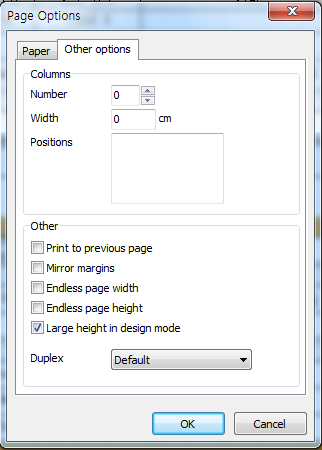 Page Options
Paper
Other options
Columns
Number 0
Width 0 cm
Positions
Other
Print to previous page
Mirror margins
Endless page width
Endless page height
Large height in design mode
Duplex Default
OK Cancel